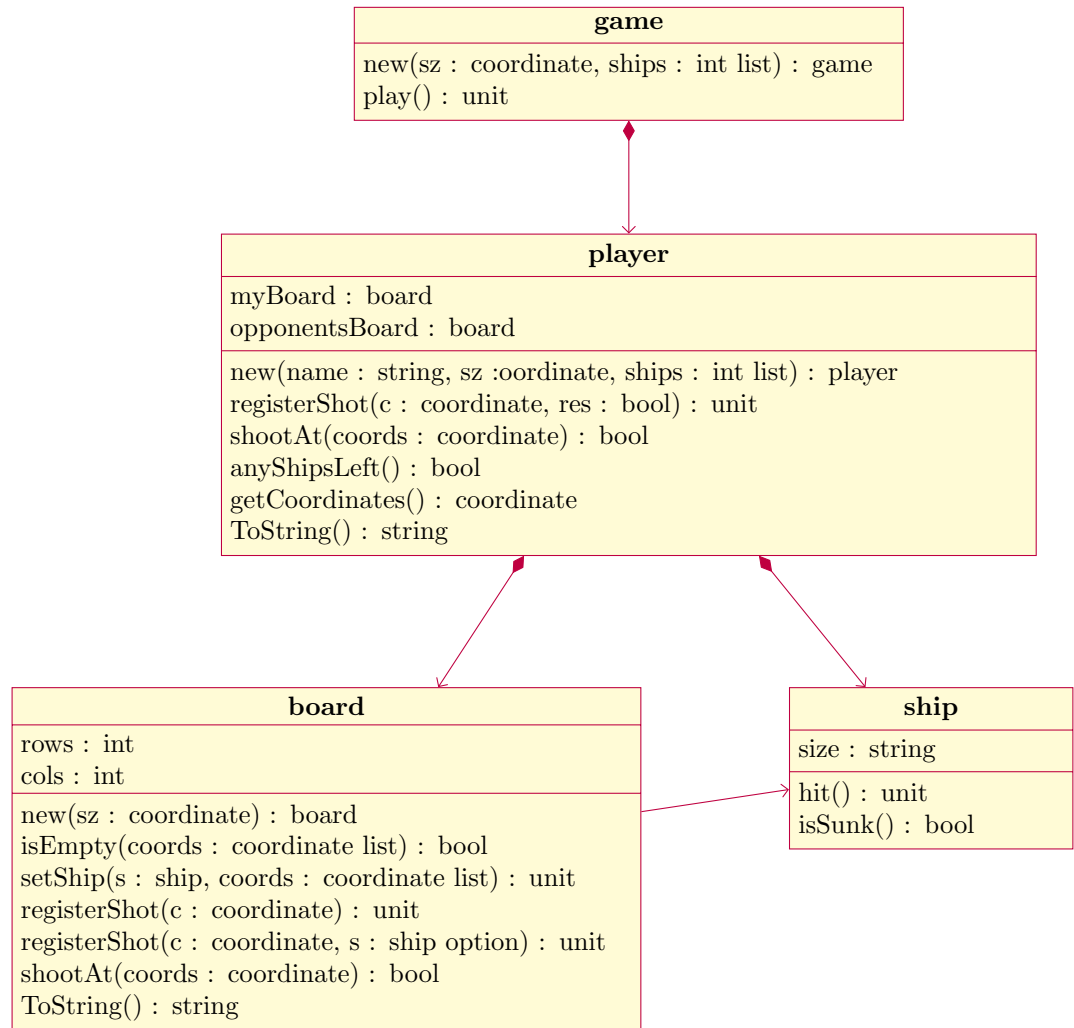 game
new(sz : coordinate, ships : int list) : game
play() : unit
player
myBoard : board
opponentsBoard : board
new(name : string, sz :oordinate, ships : int list) : player
registerShot(c : coordinate, res : bool) : unit
shootAt(coords : coordinate) : bool
anyShipsLeft() : bool
getCoordinates() : coordinate
ToString() : string
board
rows : int
cols : int
new(sz : coordinate) : board
isEmpty(coords : coordinate list) : bool
setShip(s : ship, coords : coordinate list) : unit
registerShot(c : coordinate) : unit
registerShot(c : coordinate, s : ship option) : unit
shootAt(coords : coordinate) : bool
ToString() : string
ship
size : string
hit() : unit
isSunk() : bool